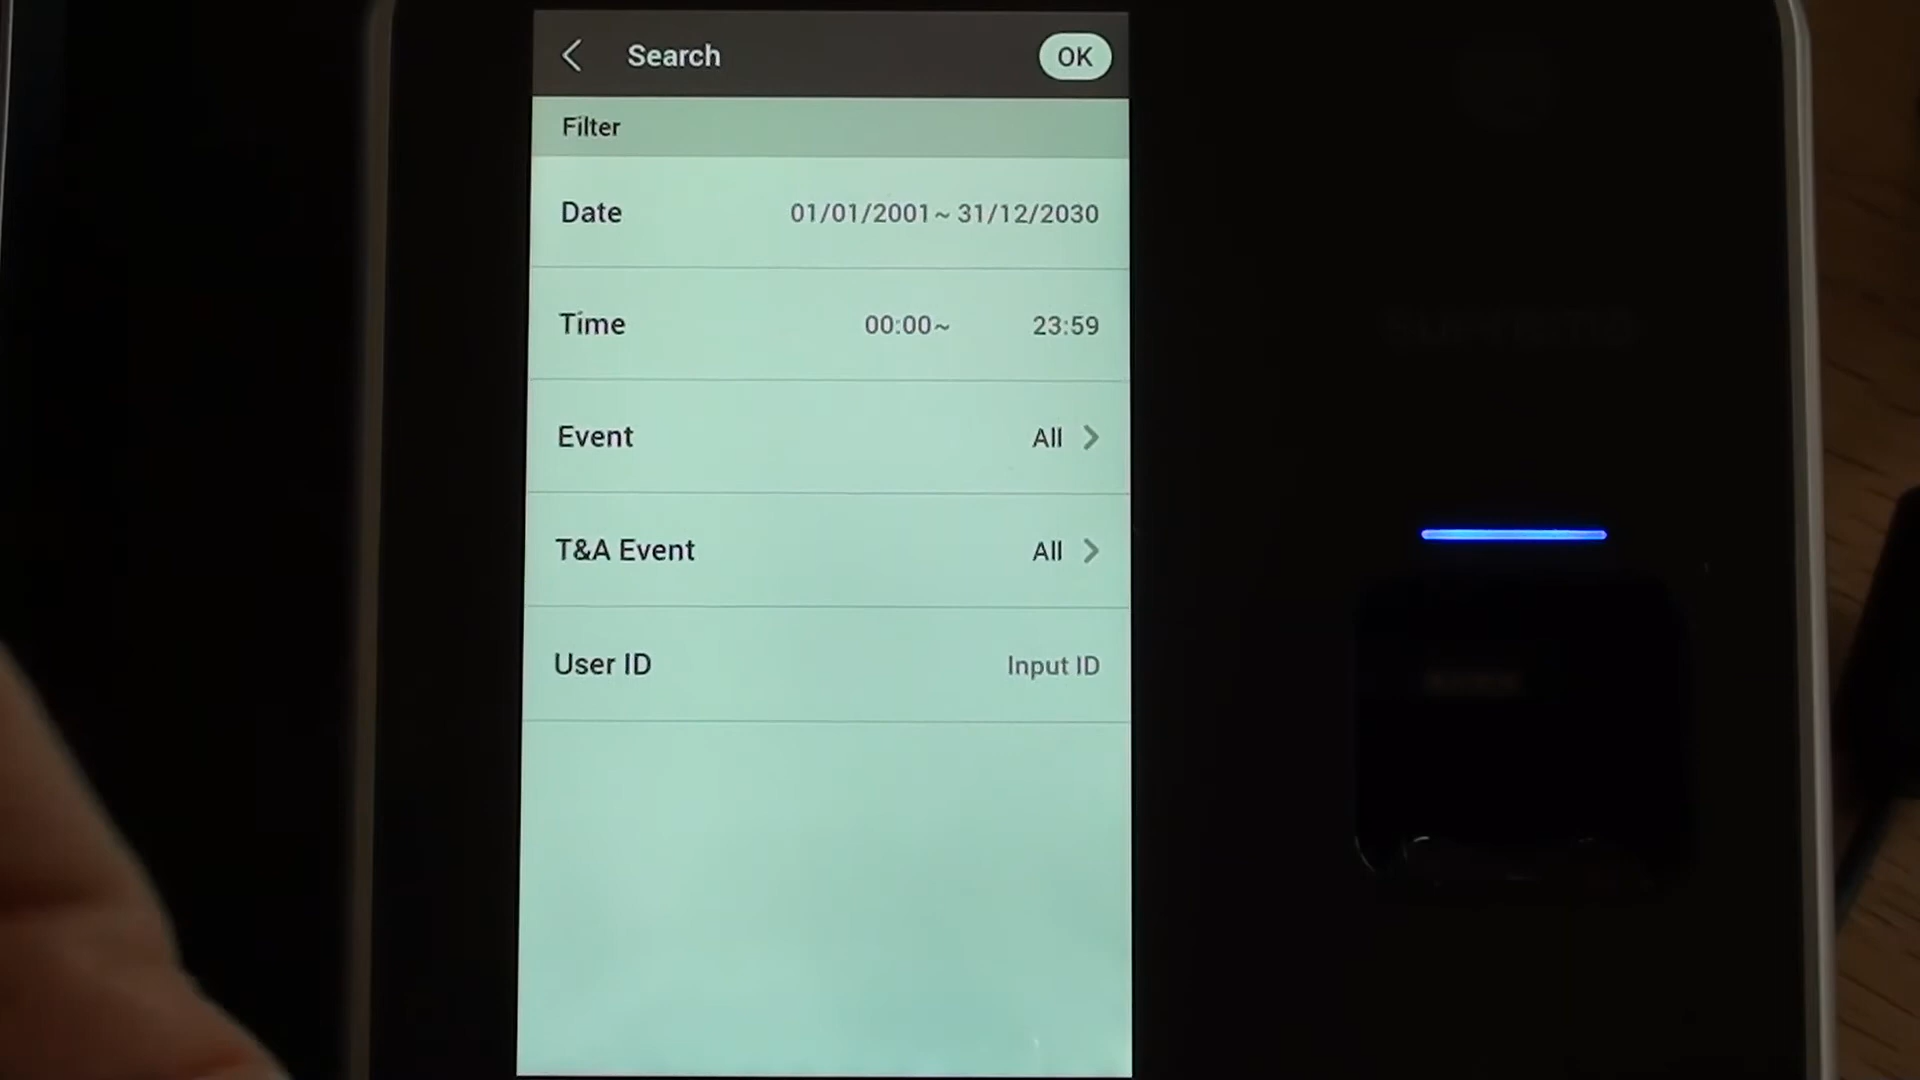 Search
OK
Filter
Date 01/01/2001~ 31/12/2030
Time 00:00~ 23:59
Event All
T&A Event All
User ID Input ID